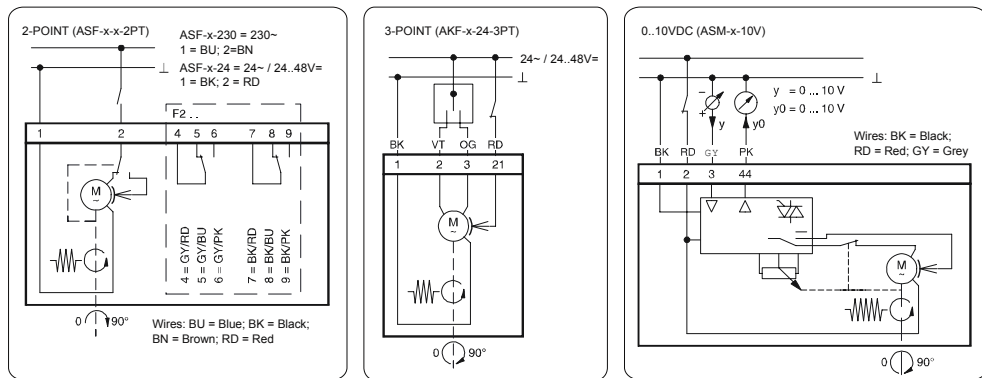 2-POINT (ASF-x-x-2PT)
ASF-x-230 = 230~
1 = BU; 2=BN
ASF-x-24 = 24~ / 24..48V=
1 = BK; 2 = RD
F2 . .
1 2 4 5 6 7 8 9
M
~
4 = GY/RD
5 = GY/BU
6 = GY/PK
7 = BK/RD
8 = BK/BU
9 = BK/PK
0 90°
Wires: BU = Blue; BK = Black;
BN = Brown; RD = Red
3-POINT (AKF-x-24-3PT)
24~ / 24..48V=
BK VT OG RD
1 2 3 21
M
~
0 90°
0..10VDC (ASM-x-10V)
y = 0 ... 10 V
y0 = 0 ... 10 V
− +
y y0
Wires: BK = Black;
RD = Red; GY = Grey
BK RD GY PK
1 2 3 44
M
~
0 90°